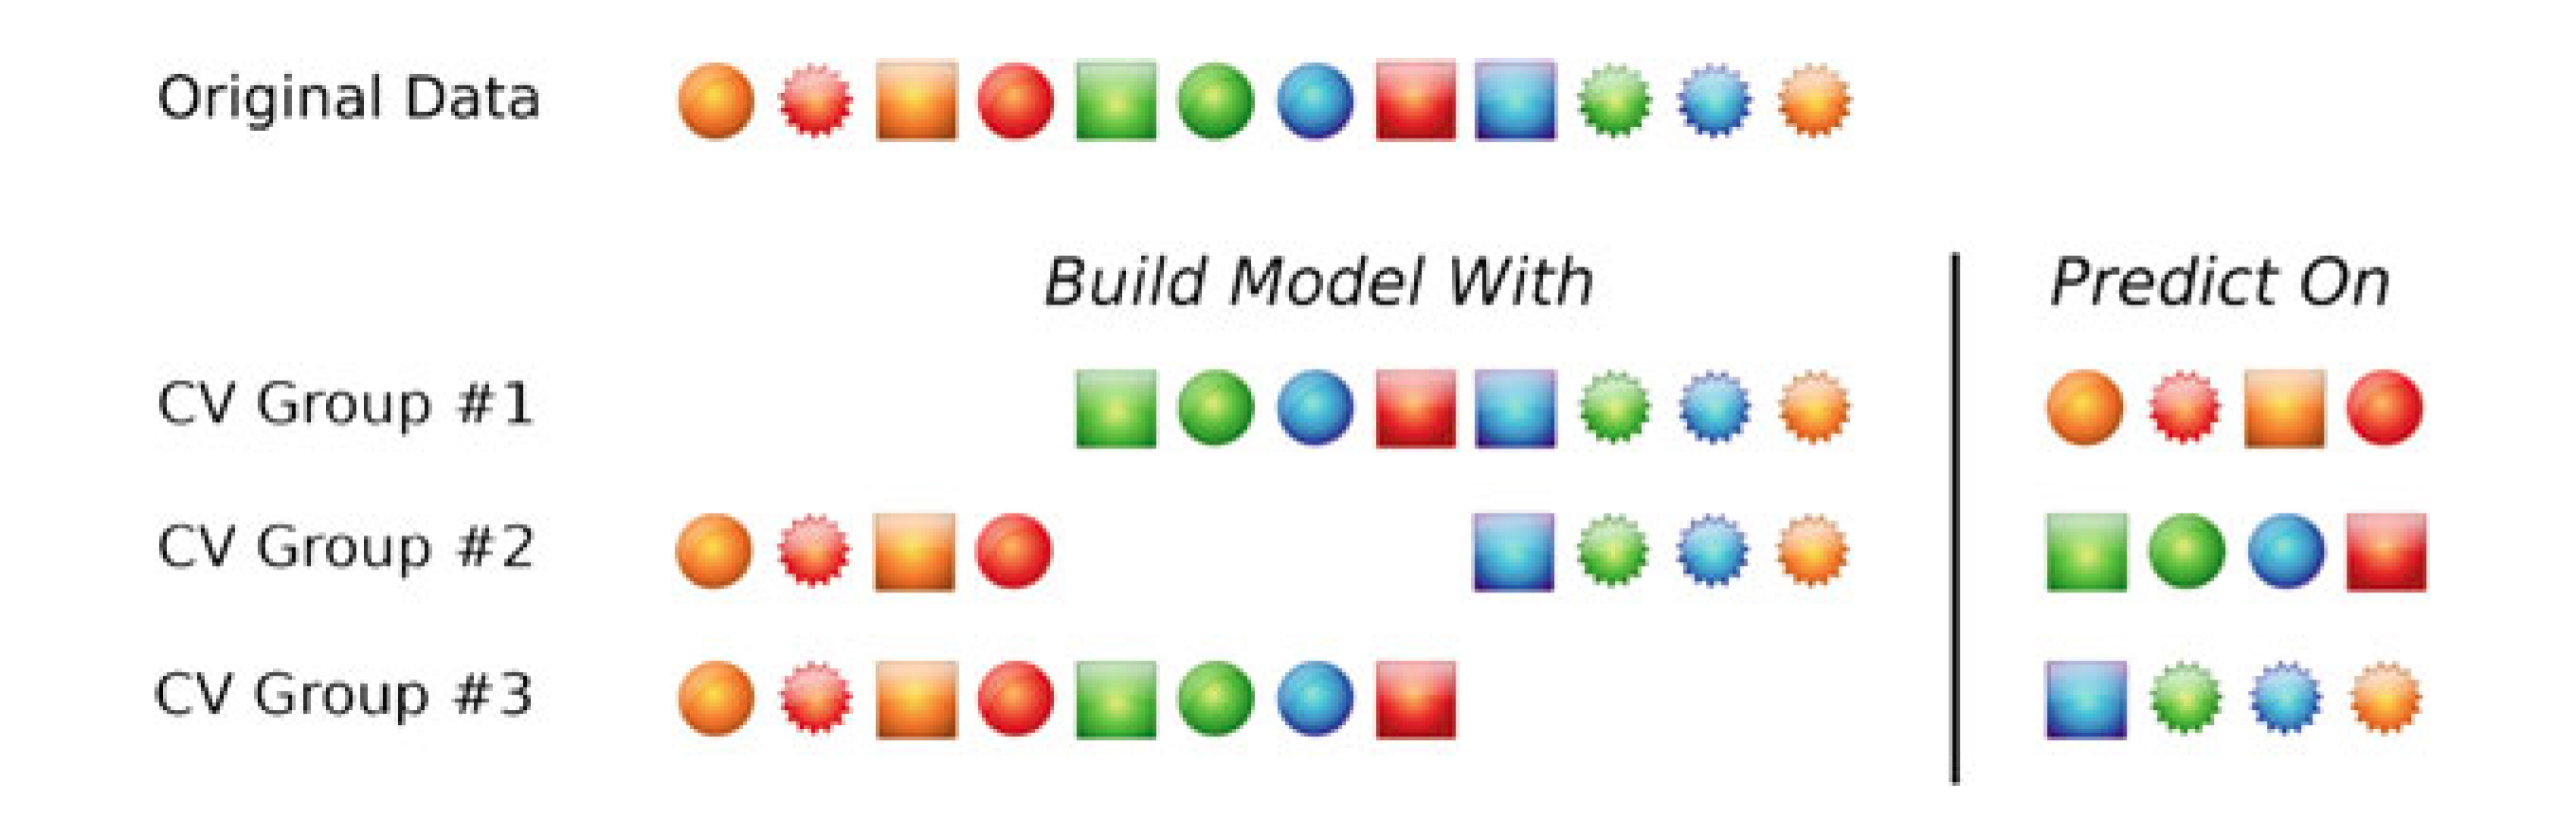 Original Data
Build Model With
Predict On
CV Group #1
CV Group #2
CV Group #3